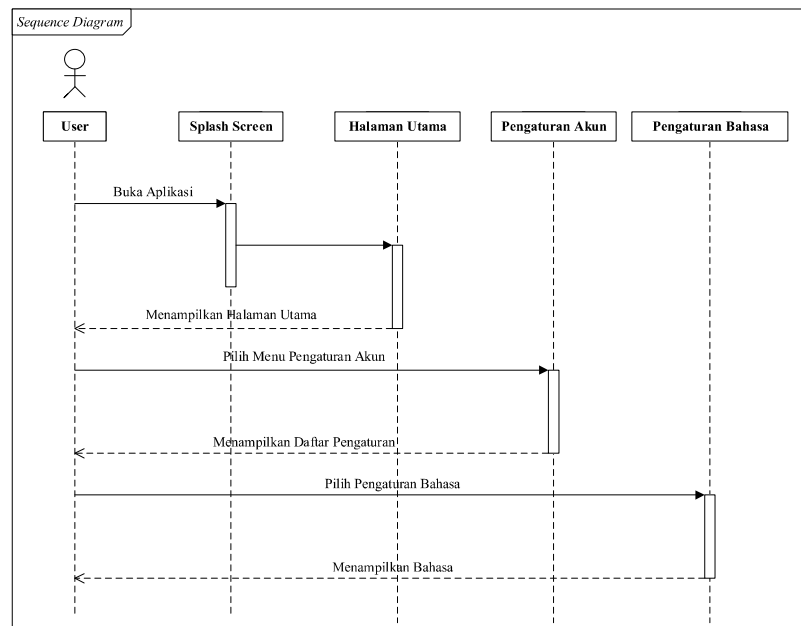 Sequence Diagram
User
Splash Screen
Halaman Utama
Pengaturan Akun
Pengaturan Bahasa
Buka Aplikasi
Menampilkan Halaman Utama
Pilih Menu Pengaturan Akun
Menampilkan Daftar Pengaturan
Pilih Pengaturan Bahasa
Menampilkan Bahasa